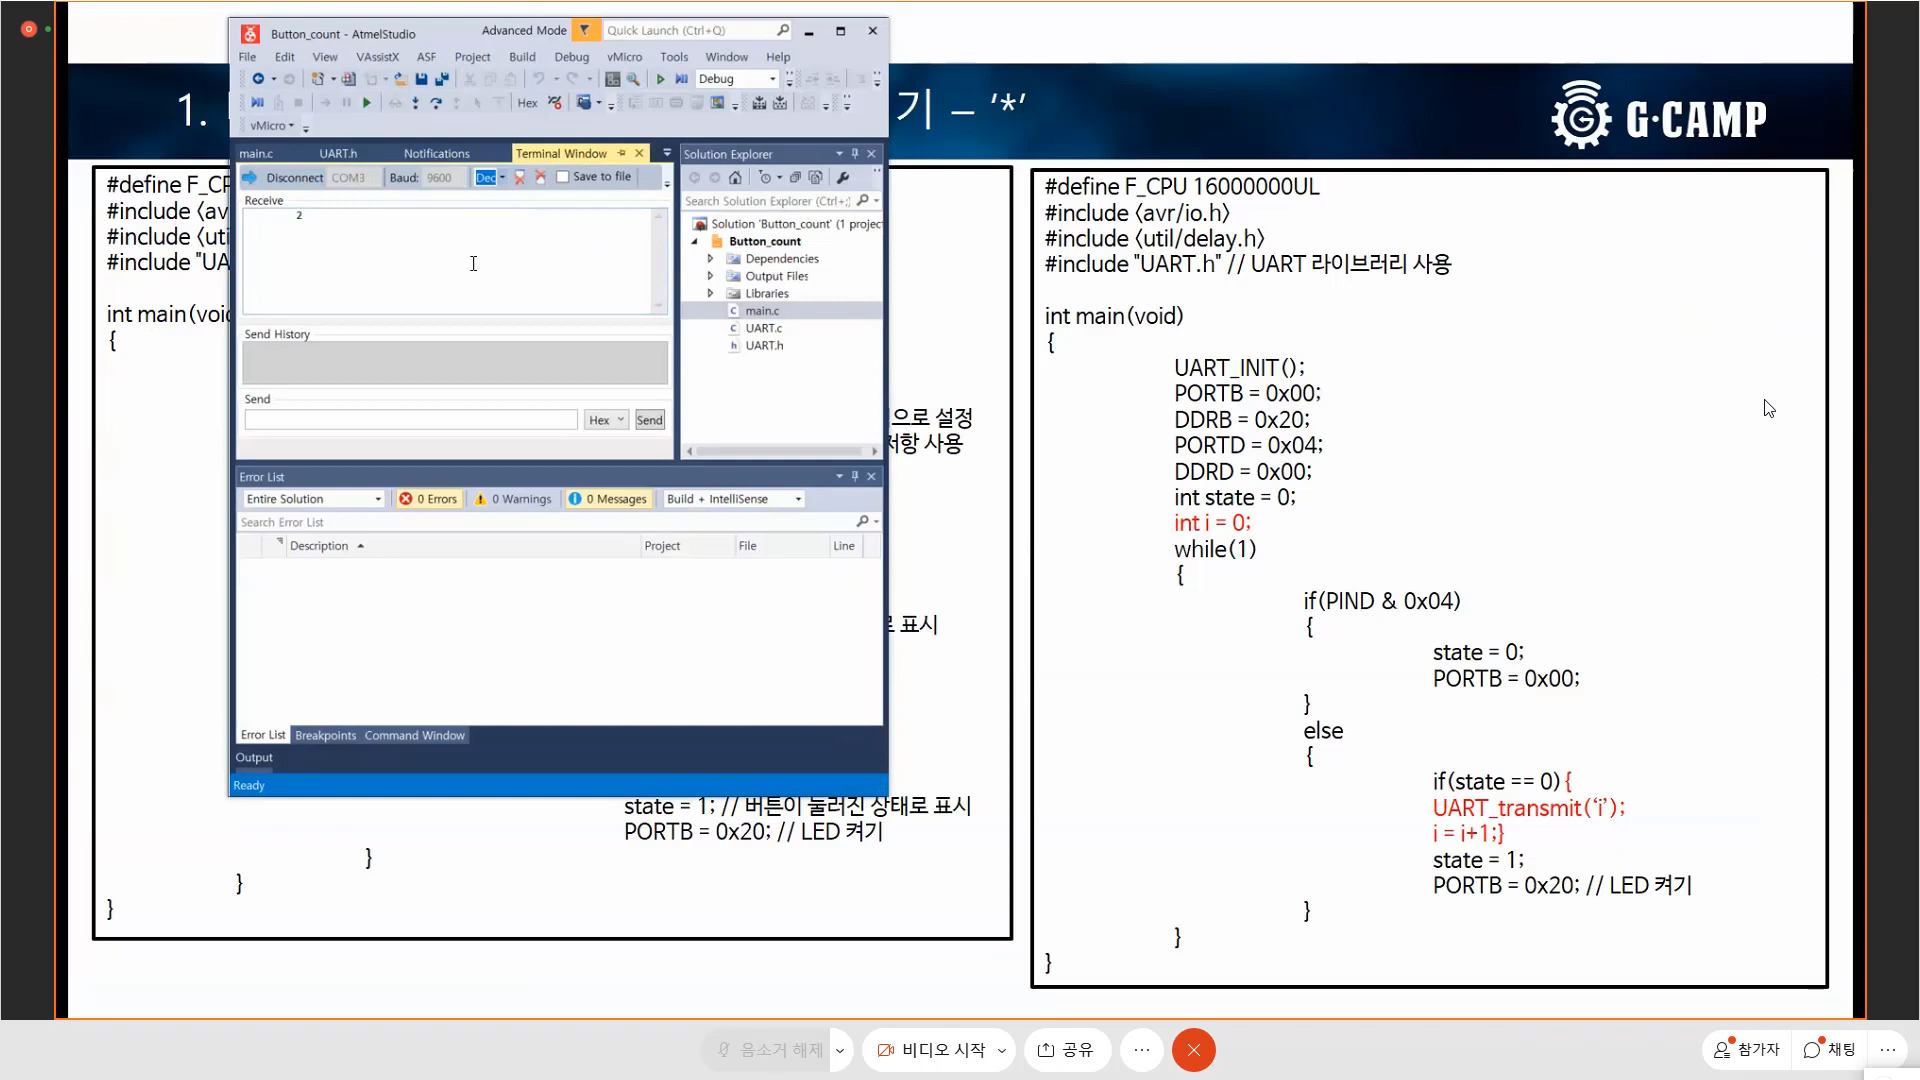 Button_count - AtmelStudio
Advanced Mode
Quick Launch (Ctrl+Q)
File Edit View VAssistX ASF Project Build Debug vMicro Tools Window Help
Debug
Hex
vMicro
1.
기 – ‘*’
G·CAMP
main.c UART.h Notifications Terminal Window
Disconnect COM3 Baud: 9600 Dec Save to file
Receive
2
Send History
Send
Hex Send
Solution Explorer
Search Solution Explorer (Ctrl+;)
Solution 'Button_count' (1 projec
Button_count
Dependencies
Output Files
Libraries
main.c
UART.c
UART.h
Error List
Entire Solution 0 Errors 0 Warnings 0 Messages Build + IntelliSense
Search Error List
Description Project File Line
Error List Breakpoints Command Window
Output
Ready
#define F_CP
#include <av
#include <uti
#include "UA
int main(voic
{
으로 설정
저항 사용
로 표시
state = 1; // 버튼이 눌러진 상태로 표시
PORTB = 0x20; // LED 켜기
}
}
}
#define F_CPU 16000000UL
#include <avr/io.h>
#include <util/delay.h>
#include "UART.h" // UART 라이브러리 사용
int main(void)
{
UART_INIT();
PORTB = 0x00;
DDRB = 0x20;
PORTD = 0x04;
DDRD = 0x00;
int state = 0;
int i = 0;
while(1)
{
if(PIND & 0x04)
{
state = 0;
PORTB = 0x00;
}
else
{
if(state == 0) {
UART_transmit(‘i’);
i = i+1;}
state = 1;
PORTB = 0x20; // LED 켜기
}
}
}
음소거 해제 비디오 시작 공유 참가자 채팅